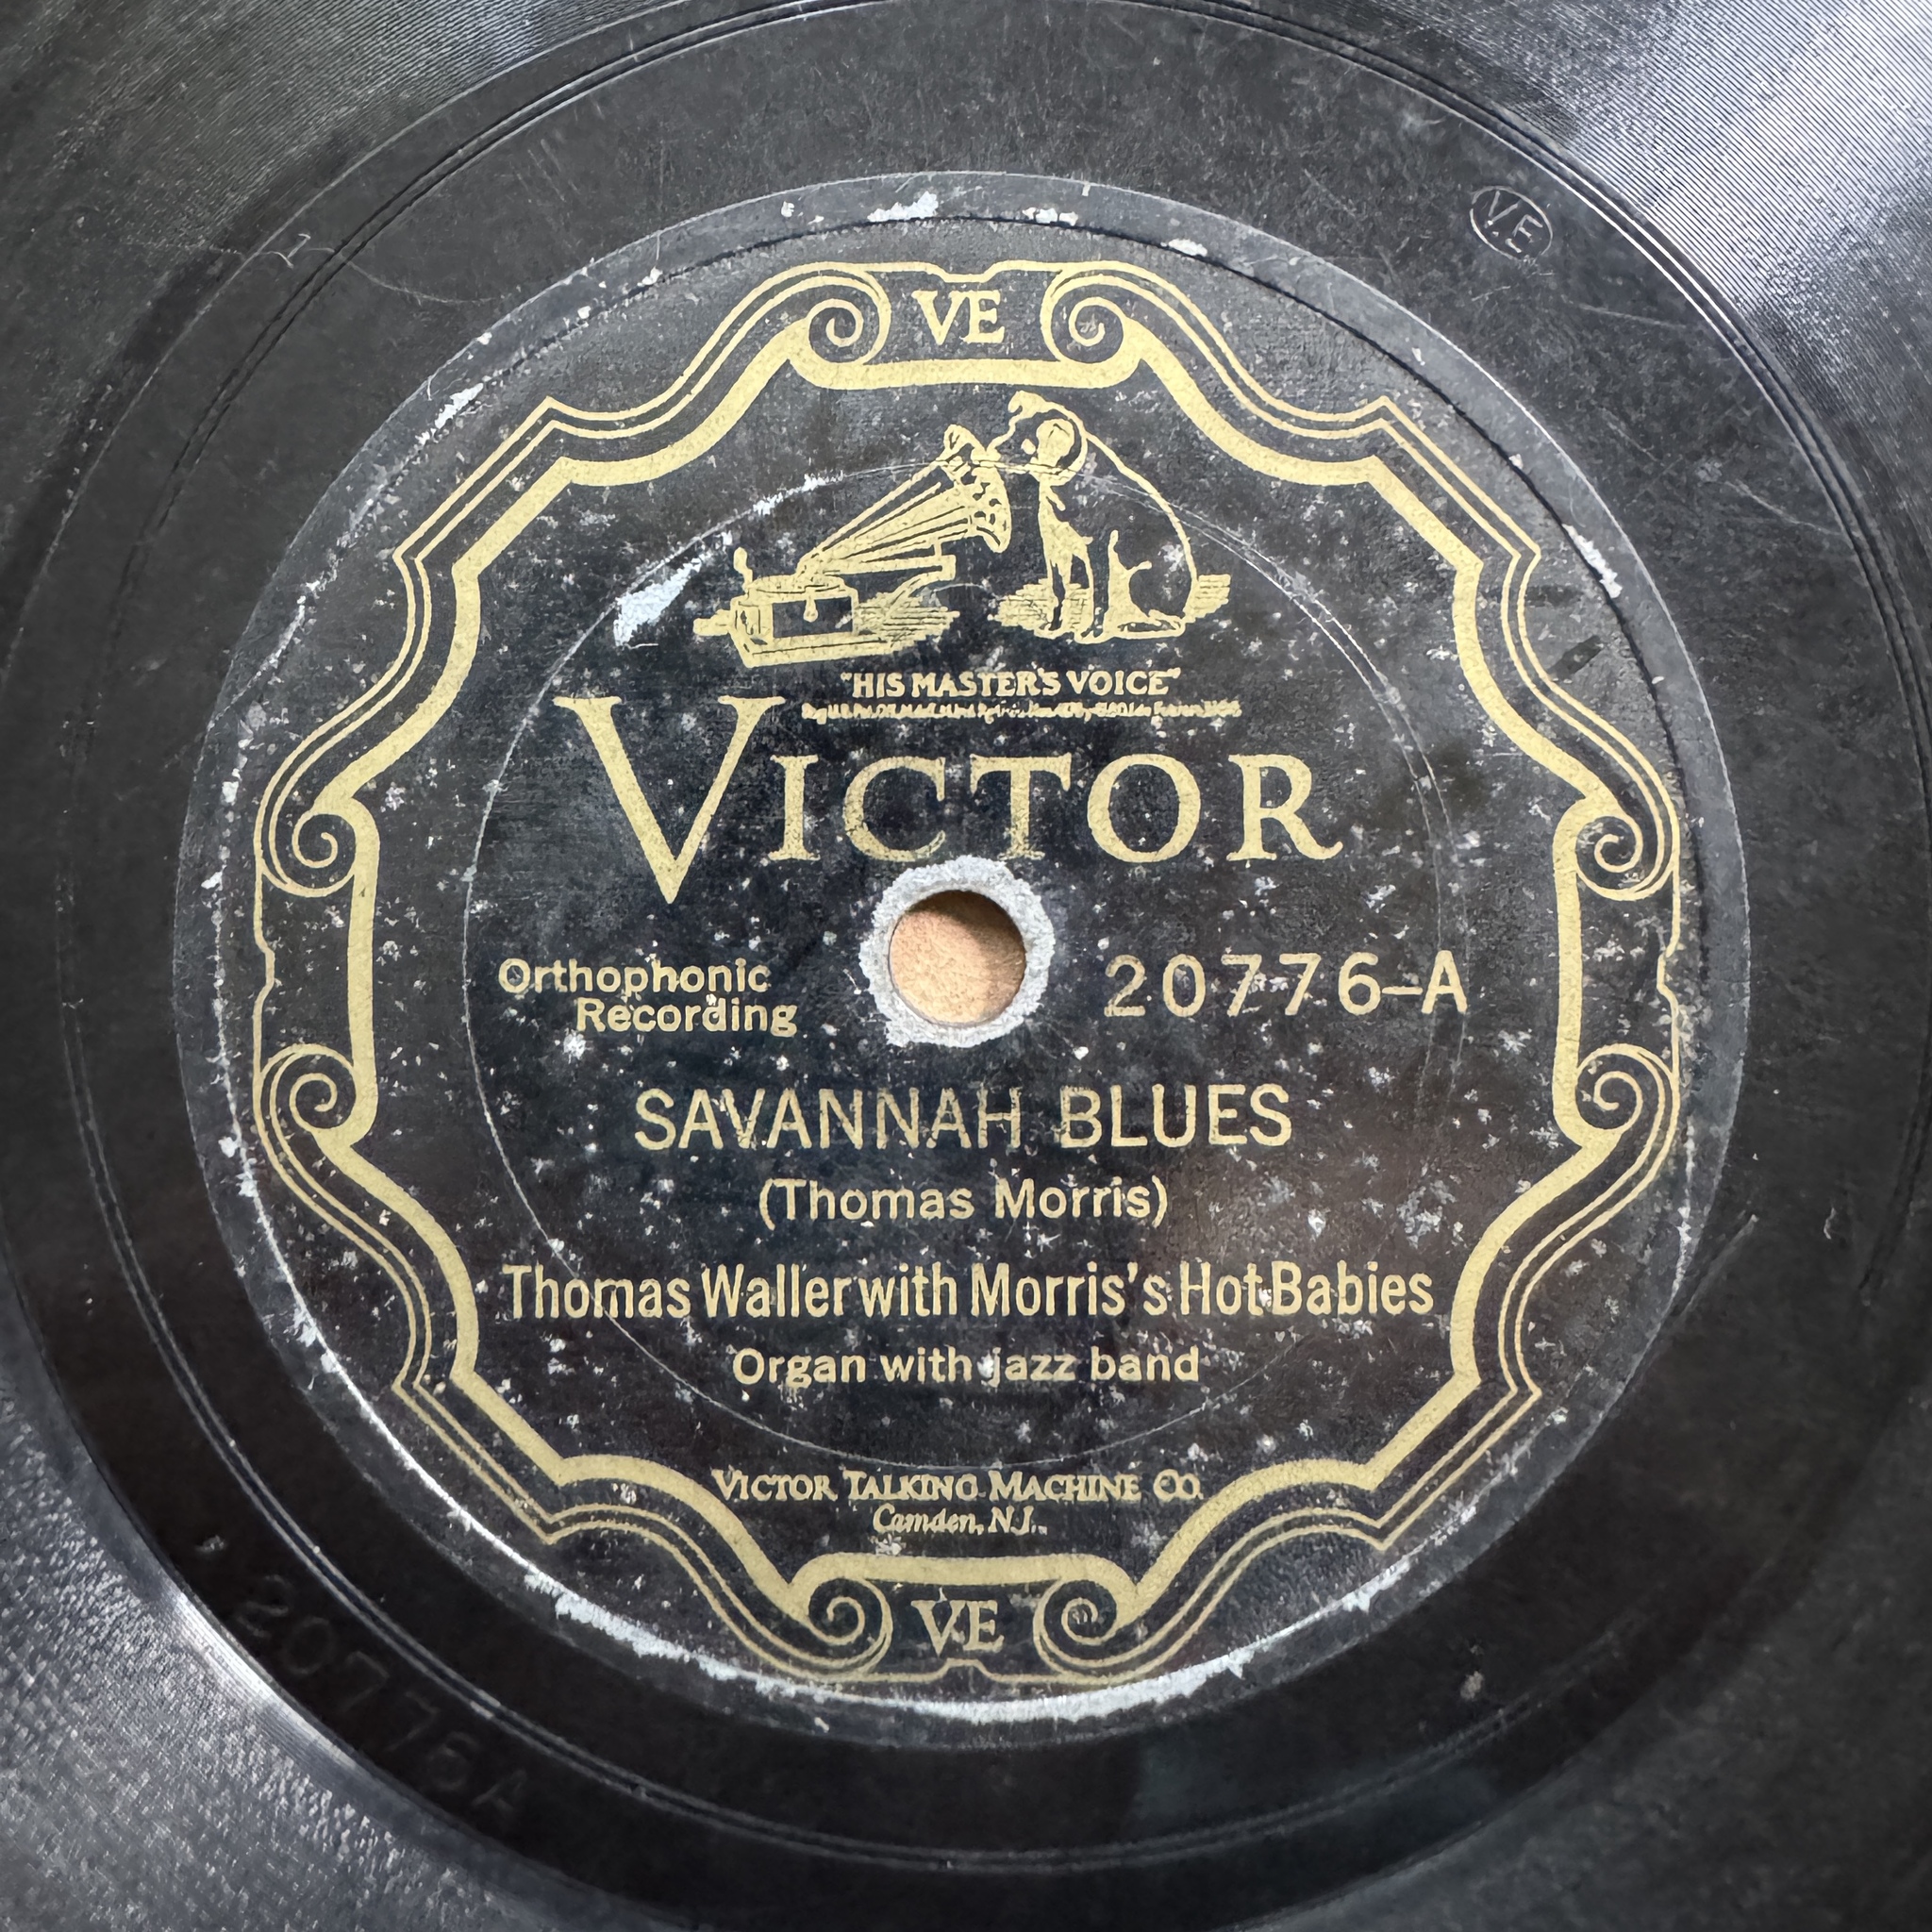 VE
VE
"HIS MASTER'S VOICE"
VICTOR
Orthophonic
Recording
20776-A
SAVANNAH BLUES
(Thomas Morris)
Thomas Waller with Morris's Hot Babies
Organ with jazz band
VICTOR TALKING MACHINE CO.
Camden, N.J.
VE
20776A